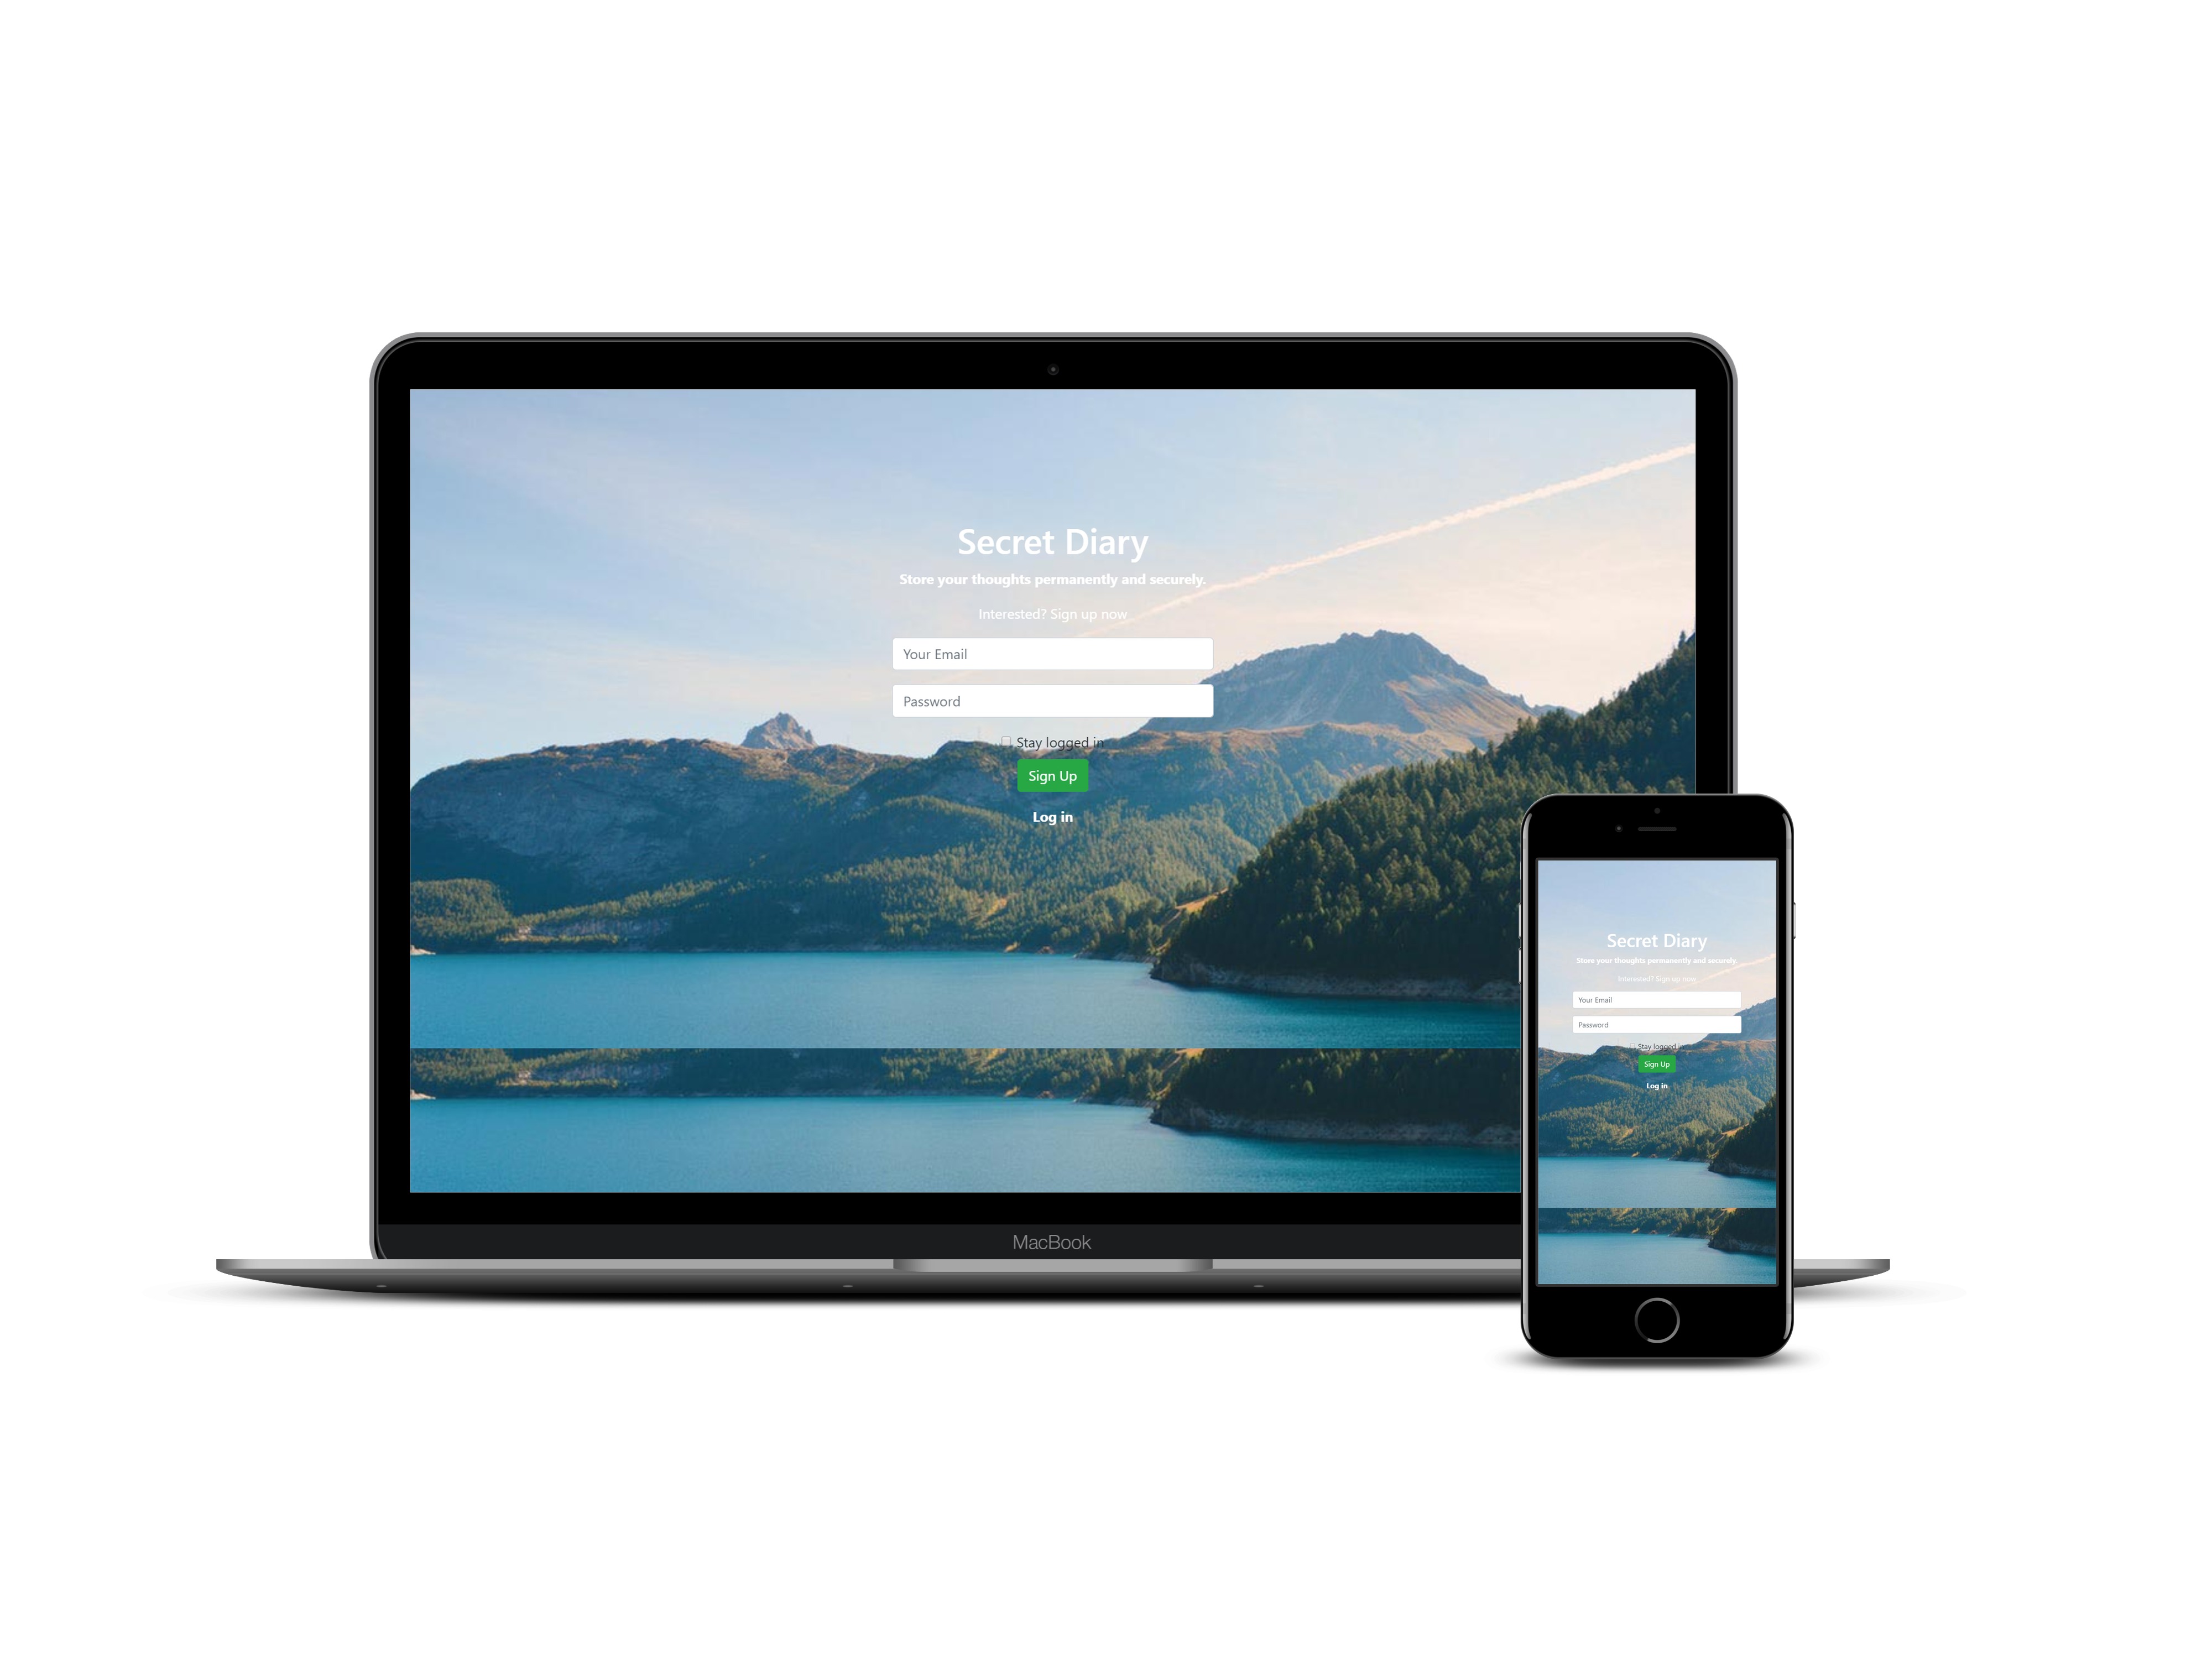 Secret Diary
Store your thoughts permanently and securely.
Interested? Sign up now
Your Email
Password
Stay logged in
Sign Up
Log in
MacBook
Secret Diary
Store your thoughts permanently and securely.
Interested? Sign up now
Your Email
Password
Stay logged in
Sign Up
Log in